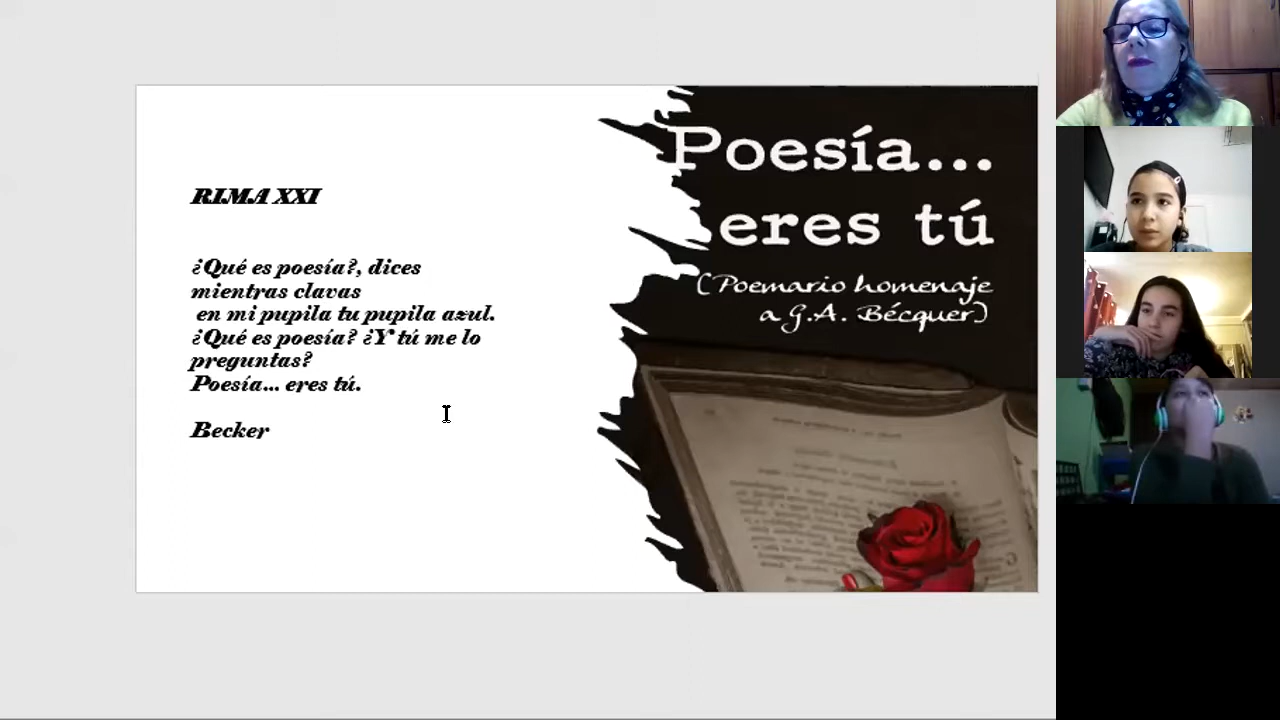 RIMA XXI
¿Qué es poesía?, dices
mientras clavas
en mi pupila tu pupila azul.
¿Qué es poesía? ¿Y tú me lo
preguntas?
Poesía... eres tú.
Becker
Poesía...
eres tú
(Poemario homenaje
a G.A. Bécquer)